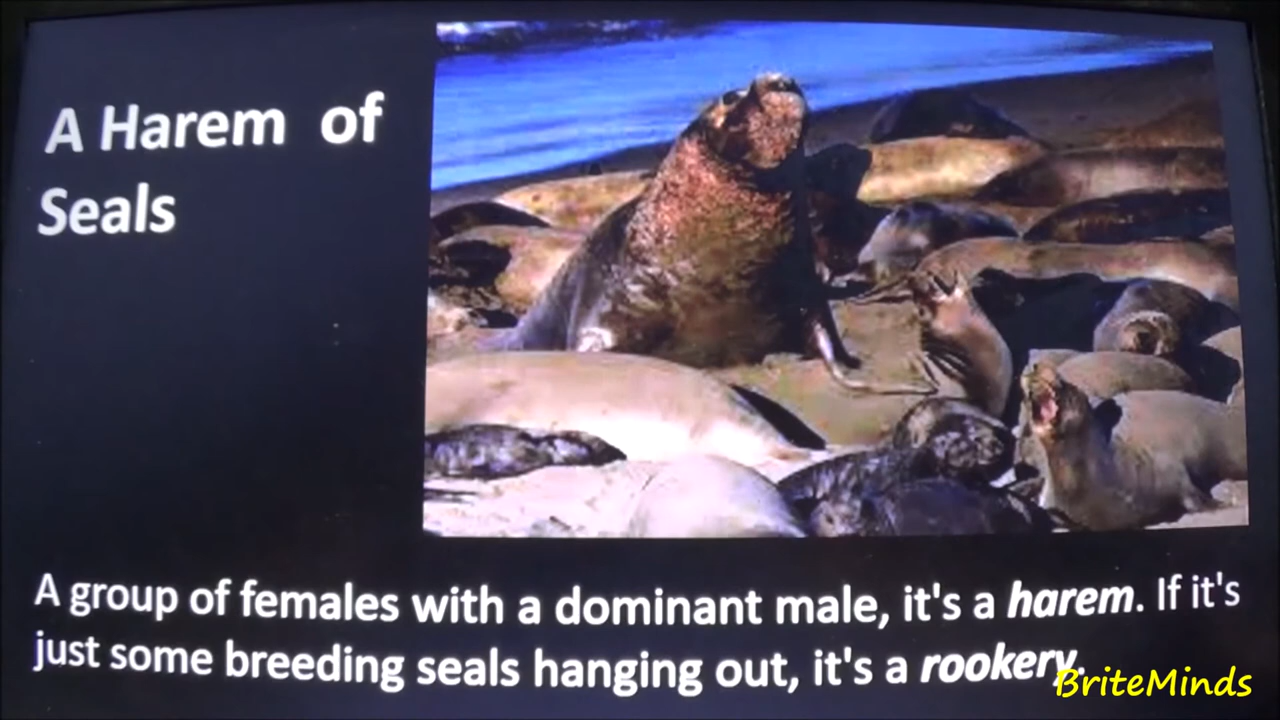 A Harem of
Seals
A group of females with a dominant male, it's a harem. If it's
just some breeding seals hanging out, it's a rookery.
BriteMinds